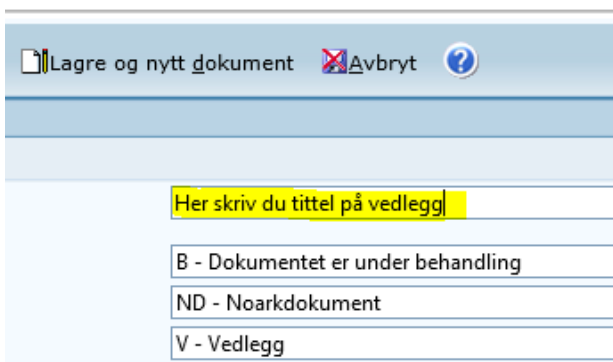 Lagre og nytt dokument Avbryt ?
Her skriv du tittel på vedlegg
B - Dokumentet er under behandling
ND - Noarkdokument
V - Vedlegg